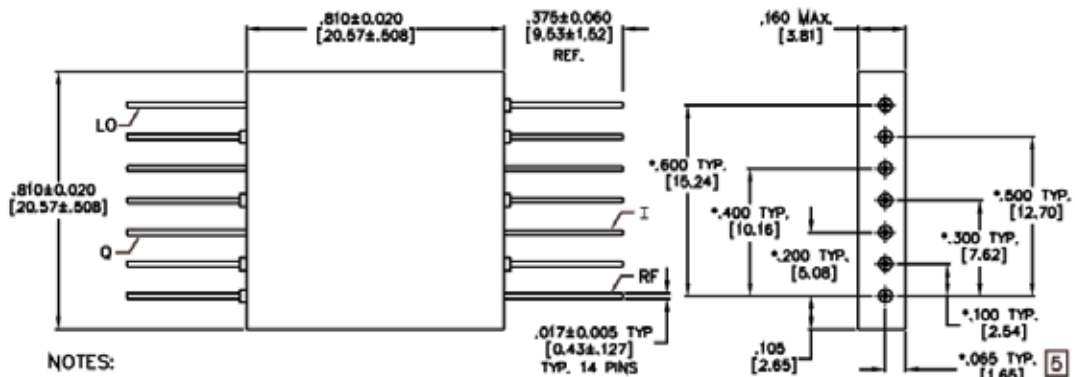 .810±0.020
[20.57±.508]
.375±0.060
[9.53±1.52]
REF.
.160 MAX.
[3.81]
LO
.810±0.020
[20.57±.508]
Q
I
RF
.017±0.005 TYP
[0.43±.127]
TYP. 14 PINS
*.600 TYP.
[15.24]
*.400 TYP.
[10.16]
*.200 TYP.
[5.08]
*.500 TYP.
[12.70]
*.300 TYP.
[7.62]
*.100 TYP.
[2.54]
.105
[2.65]
*.065 TYP.
[1.65]
5
NOTES: